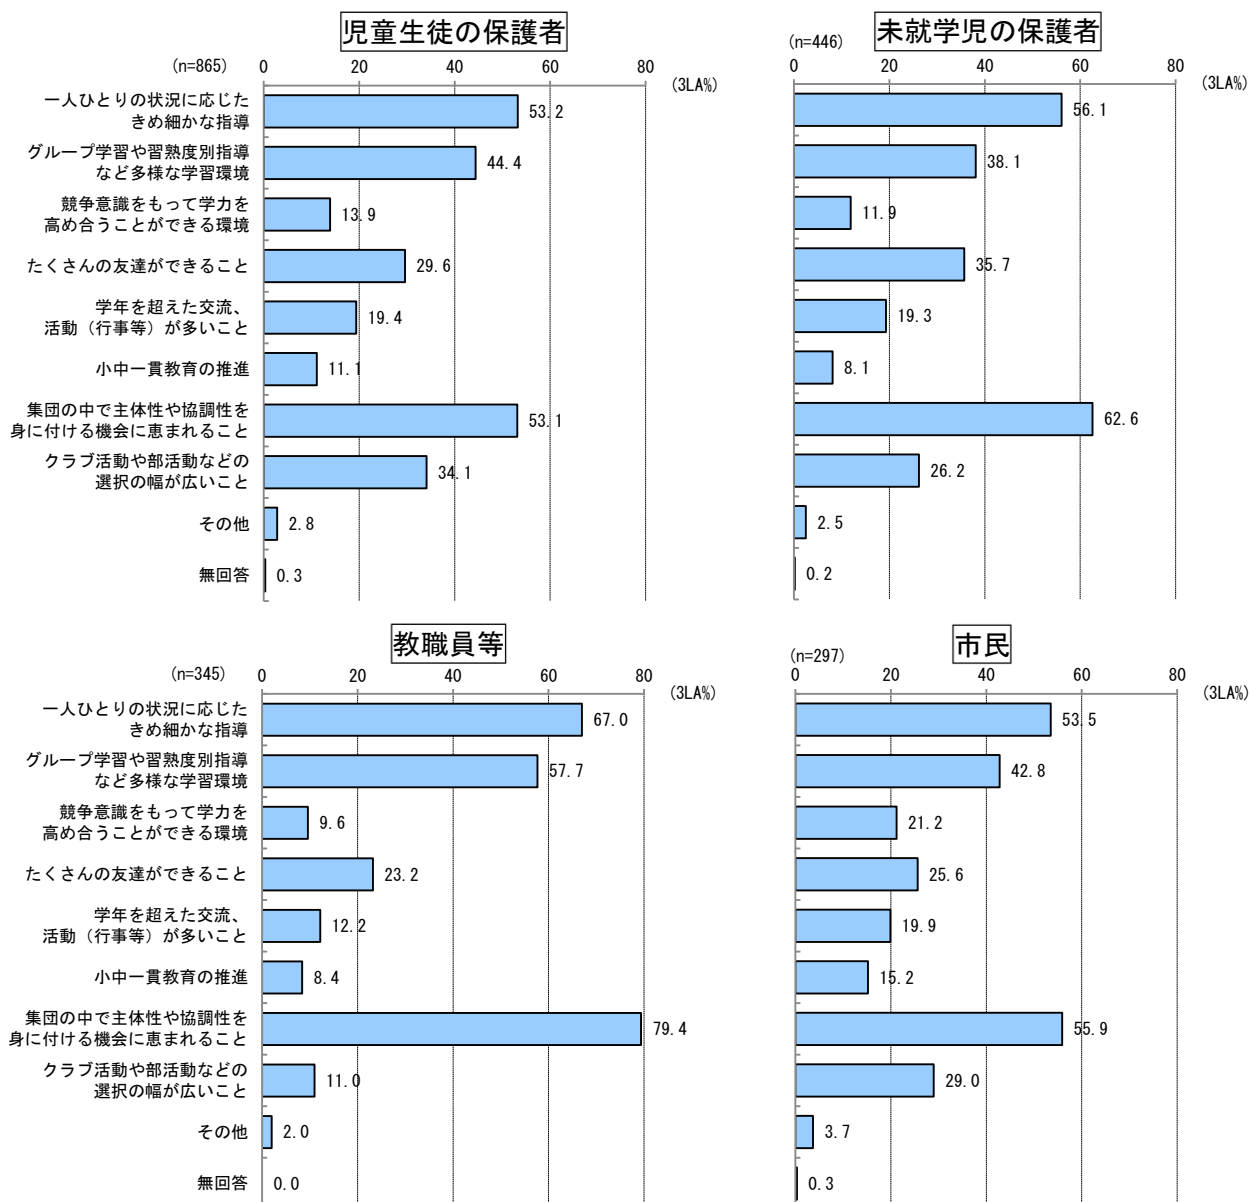 児童生徒の保護者
(n=865)
0 20 40 60 80
(3LA%)
一人ひとりの状況に応じた
きめ細かな指導
53.2
グループ学習や習熟度別指導
など多様な学習環境
44.4
競争意識をもって学力を
高め合うことができる環境
13.9
たくさんの友達ができること
29.6
学年を超えた交流、
活動（行事等）が多いこと
19.4
小中一貫教育の推進
11.1
集団の中で主体性や協調性を
身に付ける機会に恵まれること
53.1
クラブ活動や部活動などの
選択の幅が広いこと
34.1
その他
2.8
無回答
0.3
未就学児の保護者
(n=446)
0 20 40 60 80
(3LA%)
56.1
38.1
11.9
35.7
19.3
8.1
62.6
26.2
2.5
0.2
教職員等
(n=345)
0 20 40 60 80
(3LA%)
一人ひとりの状況に応じた
きめ細かな指導
67.0
グループ学習や習熟度別指導
など多様な学習環境
57.7
競争意識をもって学力を
高め合うことができる環境
9.6
たくさんの友達ができること
23.2
学年を超えた交流、
活動（行事等）が多いこと
12.2
小中一貫教育の推進
8.4
集団の中で主体性や協調性を
身に付ける機会に恵まれること
79.4
クラブ活動や部活動などの
選択の幅が広いこと
11.0
その他
2.0
無回答
0.0
市民
(n=297)
0 20 40 60 80
(3LA%)
53.5
42.8
21.2
25.6
19.9
15.2
55.9
29.0
3.7
0.3